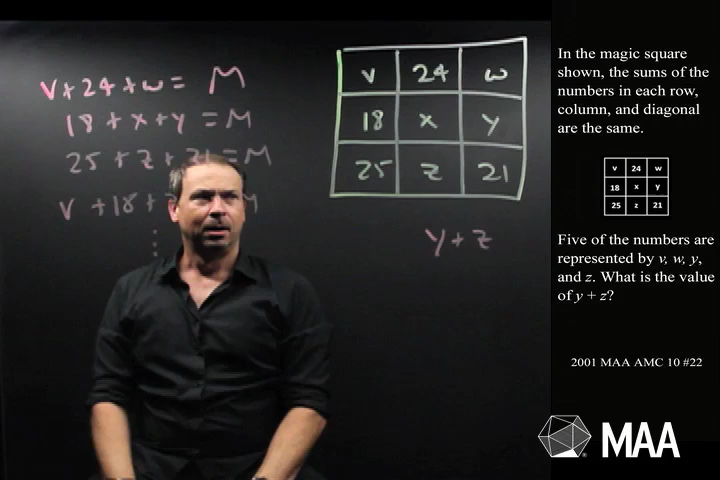 v + 24 + w = M
18 + x + y = M
25 + z + 21 = M
v + 18 +
v 24 w
18 x y
25 z 21
y + z
In the magic square
shown, the sums of the
numbers in each row,
column, and diagonal
are the same.
v 24 w
18 x y
25 z 21
Five of the numbers are
represented by v, w, y,
and z. What is the value
of y + z?
2001 MAA AMC 10 #22
MAA